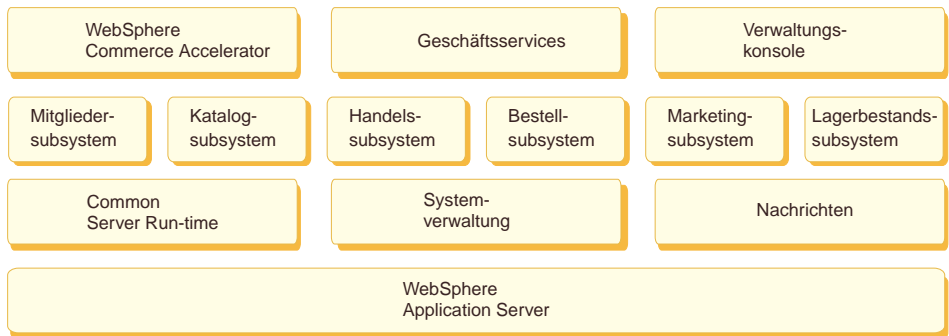 WebSphere
Commerce Accelerator
Geschäftsservices
Verwaltungs-
konsole
Mitglieder-
subsystem
Katalog-
subsystem
Handels-
subsystem
Bestell-
subsystem
Marketing-
subsystem
Lagerbestands-
subsystem
Common
Server Run-time
System-
verwaltung
Nachrichten
WebSphere
Application Server